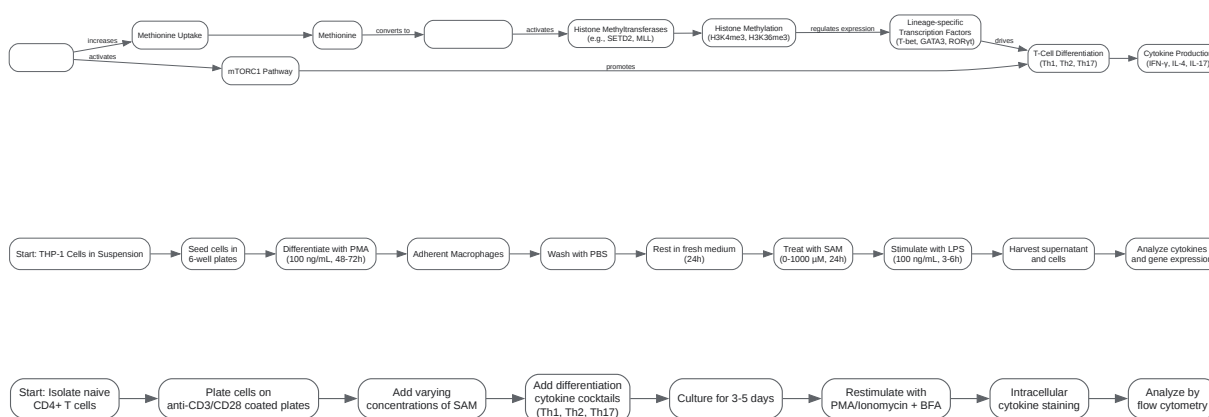 increases
activates
Methionine Uptake
Methionine
converts to
activates
Histone Methyltransferases
(e.g., SETD2, MLL)
Histone Methylation
(H3K4me3, H3K36me3)
regulates expression
Lineage-specific
Transcription Factors
(T-bet, GATA3, RORγt)
drives
mTORC1 Pathway
promotes
T-Cell Differentiation
(Th1, Th2, Th17)
Cytokine Production
(IFN-γ, IL-4, IL-17)
Start: THP-1 Cells in Suspension
Seed cells in
6-well plates
Differentiate with PMA
(100 ng/mL, 48-72h)
Adherent Macrophages
Wash with PBS
Rest in fresh medium
(24h)
Treat with SAM
(0-1000 μM, 24h)
Stimulate with LPS
(100 ng/mL, 3-6h)
Harvest supernatant
and cells
Analyze cytokines
and gene expression
Start: Isolate naive
CD4+ T cells
Plate cells on
anti-CD3/CD28 coated plates
Add varying
concentrations of SAM
Add differentiation
cytokine cocktails
(Th1, Th2, Th17)
Culture for 3-5 days
Restimulate with
PMA/Ionomycin + BFA
Intracellular
cytokine staining
Analyze by
flow cytometry